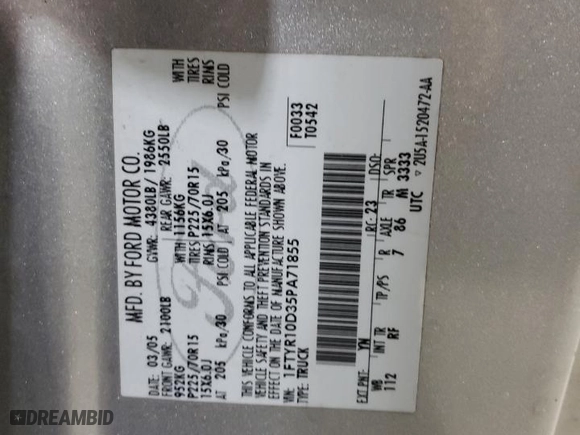 MFD. BY FORD MOTOR CO.
DATE: 03/05 GVWR: 4380LB/ 1986KG
FRONT GAWR: 2100LB REAR GAWR: 2550LB
952KG WITH 1156KG WITH
P225/70R15 TIRES P225/70R15 TIRES
15X6.0J RIMS 15X6.0J RIMS
AT 205 kPa/30 PSI COLD AT 205 kPa/30 PSI COLD
THIS VEHICLE CONFORMS TO ALL APPLICABLE FEDERAL MOTOR
VEHICLE SAFETY AND THEFT PREVENTION STANDARDS IN
EFFECT ON THE DATE OF MANUFACTURE SHOWN ABOVE.
VIN: 1FTYR10D35PA71855 F0033
TYPE: TRUCK T0542
EXT PNT: YN RC: 23 DSO:
WB INT TR TP/PS R AXLE TR SPR
112 RF 7 86 M 3333
UTC ▽ 2U5A-1520472-AA
Ford
DREAMBID